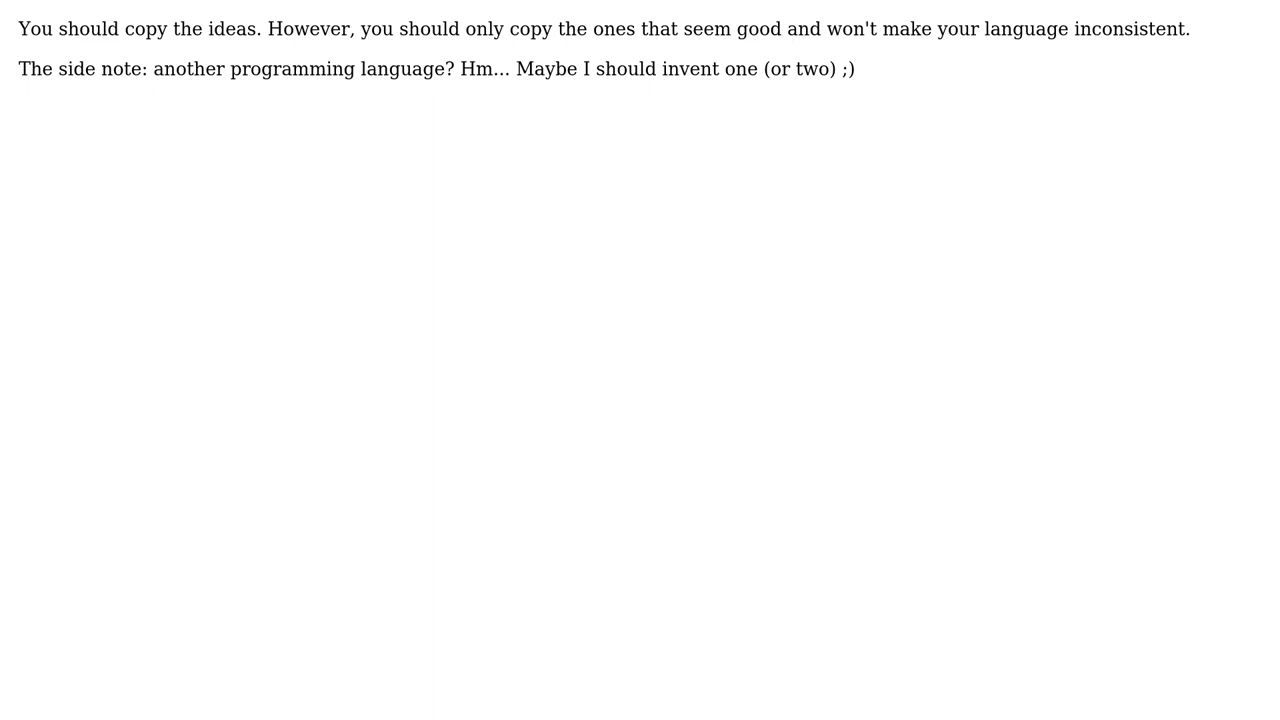 You should copy the ideas. However, you should only copy the ones that seem good and won't make your language inconsistent.
The side note: another programming language? Hm... Maybe I should invent one (or two) ;)